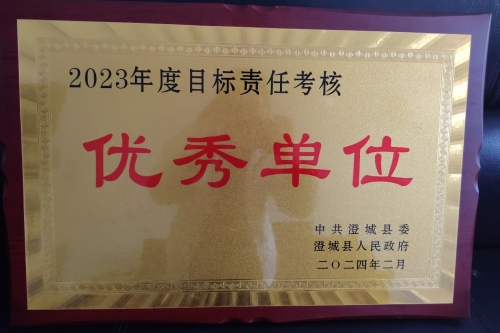 2023年度目标责任考核
优秀单位
中共澄城县委
澄城县人民政府
二〇二四年二月